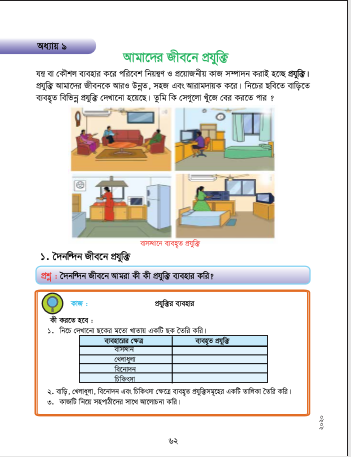 অধ্যায় ৯
আমাদের জীবনে প্রযুক্তি
যন্ত্র বা কৌশল ব্যবহার করে পরিবেশ নিয়ন্ত্রণ ও প্রয়োজনীয় কাজ সম্পাদন করাই হচ্ছে প্রযুক্তি।
প্রযুক্তি আমাদের জীবনকে আরও উন্নত, সহজ এবং আরামদায়ক করে। নিচের ছবিতে বাড়িতে
ব্যবহৃত বিভিন্ন প্রযুক্তি দেখানো হয়েছে। তুমি কি সেগুলো খুঁজে বের করতে পার ?
বাসস্থানে ব্যবহৃত প্রযুক্তি
১. দৈনন্দিন জীবনে প্রযুক্তি
প্রশ্ন : দৈনন্দিন জীবনে আমরা কী কী প্রযুক্তি ব্যবহার করি?
কাজ : প্রযুক্তির ব্যবহার
কী করতে হবে :
১. নিচে দেখানো ছকের মতো খাতায় একটি ছক তৈরি করি।
ব্যবহারের ক্ষেত্র ব্যবহৃত প্রযুক্তি
বাসস্থান
খেলাধুলা
বিনোদন
চিকিৎসা
২. বাড়ি, খেলাধুলা, বিনোদন এবং চিকিৎসা ক্ষেত্রে ব্যবহৃত প্রযুক্তিসমূহের একটি তালিকা তৈরি করি।
৩. কাজটি নিয়ে সহপাঠীদের সাথে আলোচনা করি।
৬২
২০২০